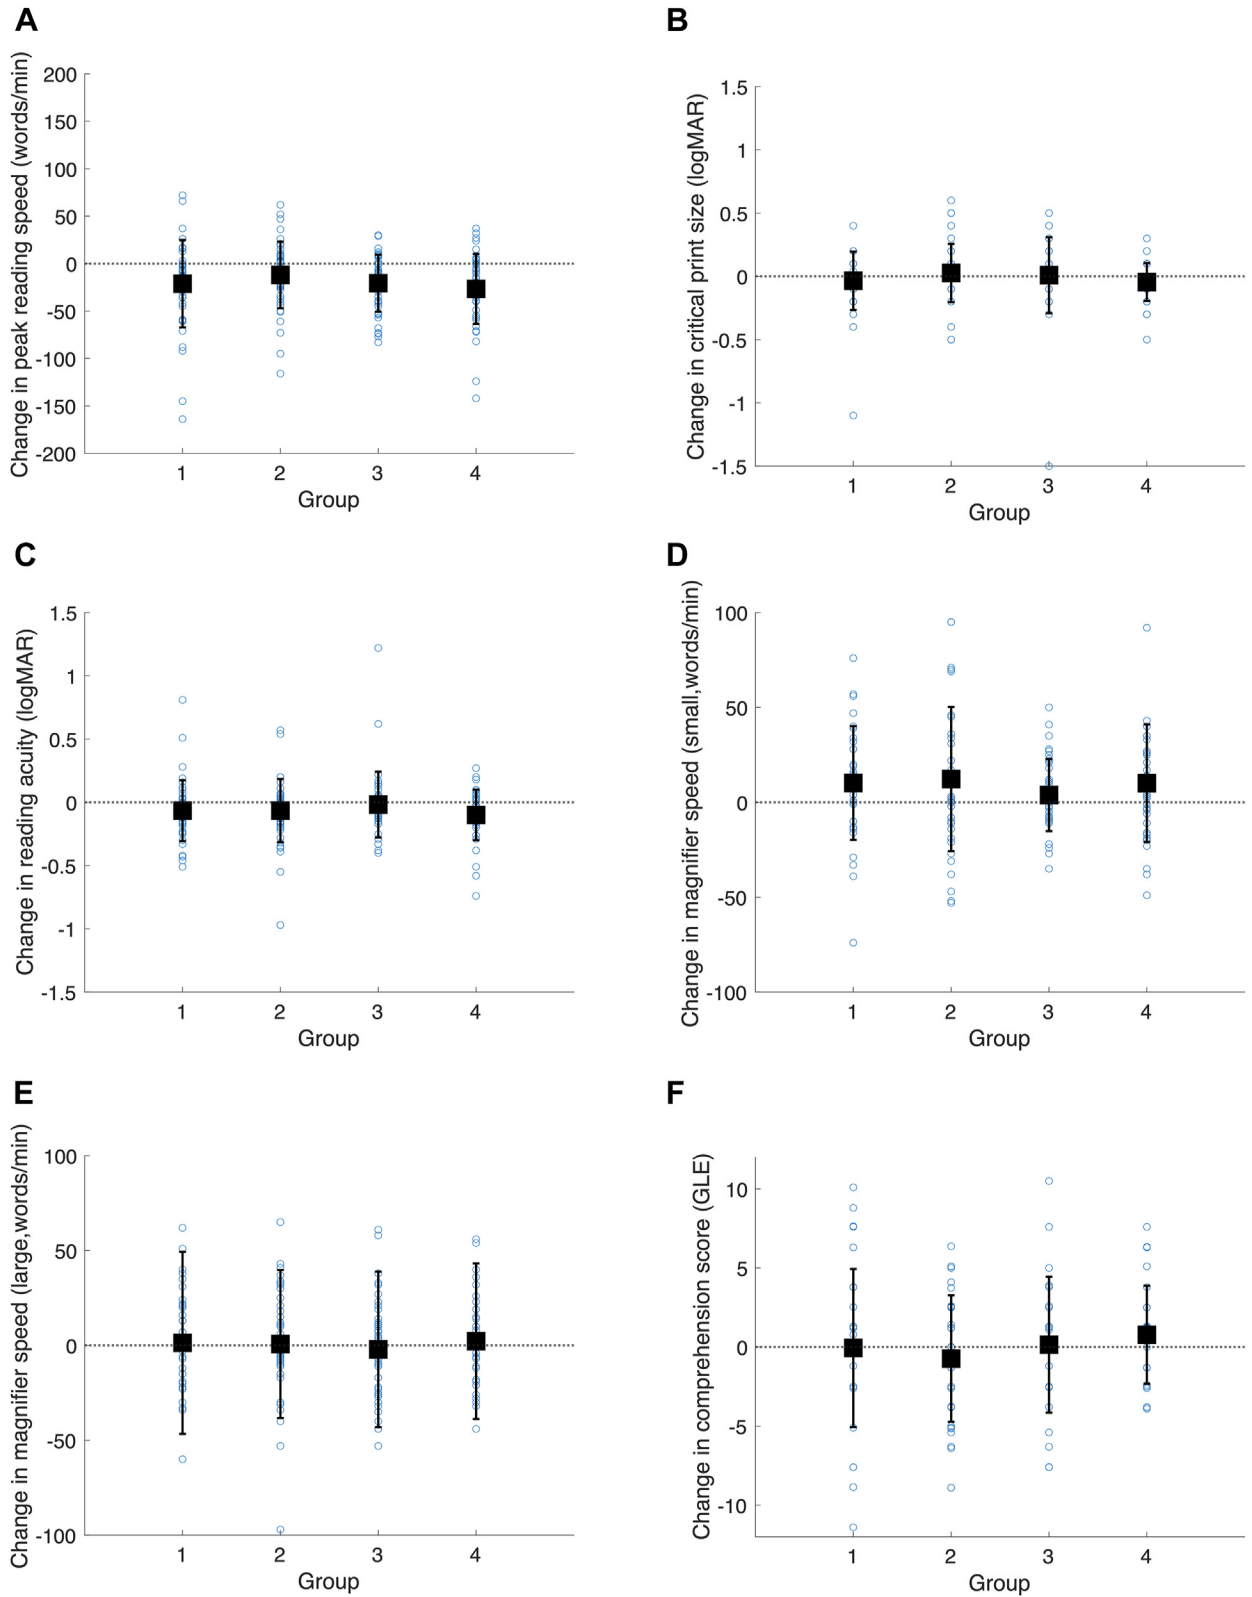 A
Change in peak reading speed (words/min)
200
150
100
50
0
-50
-100
-150
-200
1 2 3 4
Group
B
Change in critical print size (logMAR)
1.5
1
0.5
0
-0.5
-1
-1.5
1 2 3 4
Group
C
Change in reading acuity (logMAR)
1.5
1
0.5
0
-0.5
-1
-1.5
1 2 3 4
Group
D
Change in magnifier speed (small,words/min)
100
50
0
-50
-100
1 2 3 4
Group
E
Change in magnifier speed (large,words/min)
100
50
0
-50
-100
1 2 3 4
Group
F
Change in comprehension score (GLE)
10
5
0
-5
-10
1 2 3 4
Group